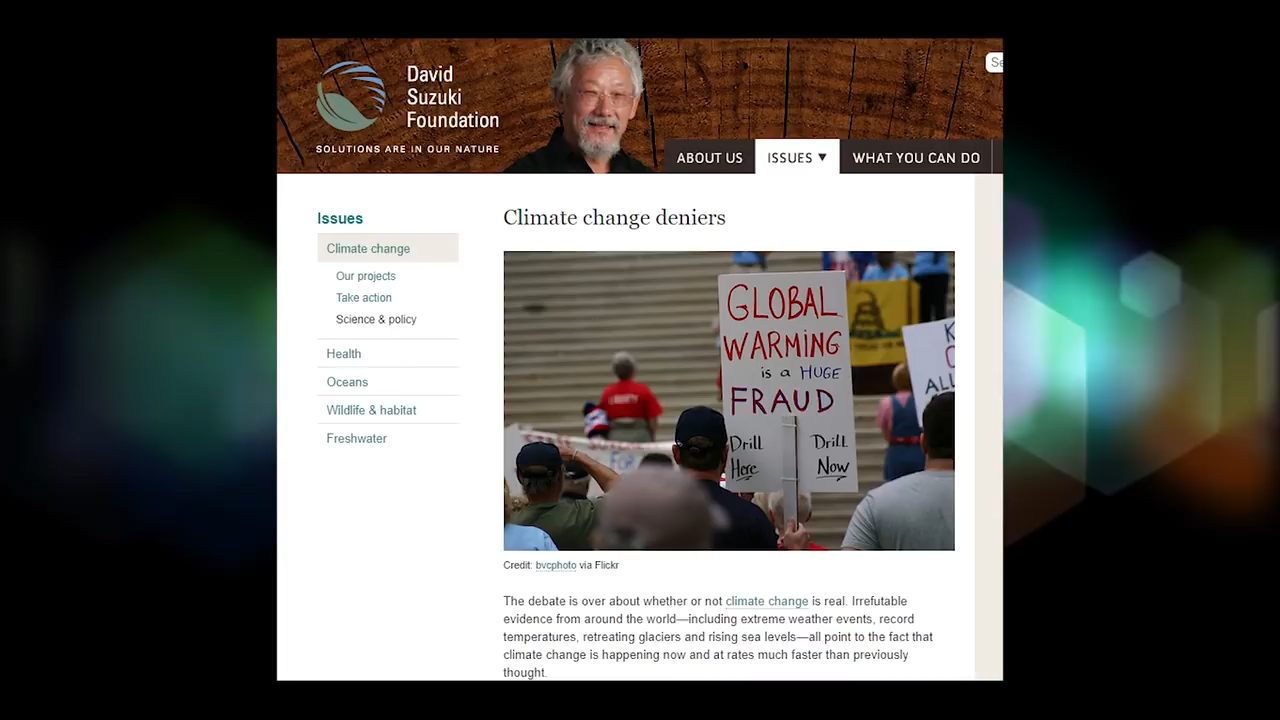 David
Suzuki
Foundation
SOLUTIONS ARE IN OUR NATURE
Se
ABOUT US
ISSUES ▼
WHAT YOU CAN DO
Issues
Climate change
Our projects
Take action
Science & policy
Health
Oceans
Wildlife & habitat
Freshwater
Climate change deniers
GLOBAL
WARMING
is a HUGE
FRAUD
Drill
Here
Drill
Now
K
ALL
LIBERTY
FOR
Credit: bvcphoto via Flickr
The debate is over about whether or not climate change is real. Irrefutable
evidence from around the world—including extreme weather events, record
temperatures, retreating glaciers and rising sea levels—all point to the fact that
climate change is happening now and at rates much faster than previously
thought.